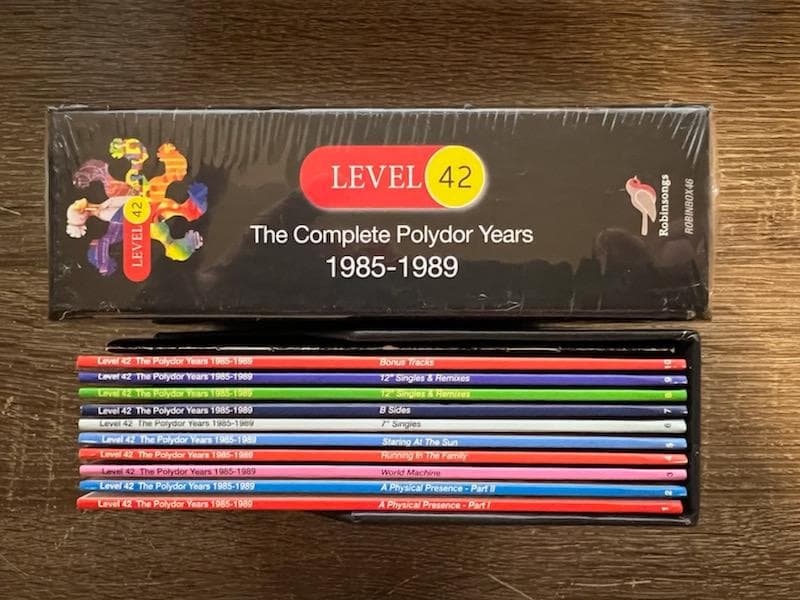 LEVEL 42
LEVEL 42
The Complete Polydor Years
1985-1989
Robinsongs
ROBINBOX46
Level 42 The Polydor Years 1985-1989 Bonus Tracks 10
Level 42 The Polydor Years 1985-1989 12" Singles & Remixes 9
Level 42 The Polydor Years 1985-1989 12" Singles & Remixes 8
Level 42 The Polydor Years 1985-1989 B Sides 7
Level 42 The Polydor Years 1985-1989 7" Singles 6
Level 42 The Polydor Years 1985-1989 Staring At The Sun 5
Level 42 The Polydor Years 1985-1989 Running In The Family 4
Level 42 The Polydor Years 1985-1989 World Machine 3
Level 42 The Polydor Years 1985-1989 A Physical Presence - Part II 2
Level 42 The Polydor Years 1985-1989 A Physical Presence - Part I 1